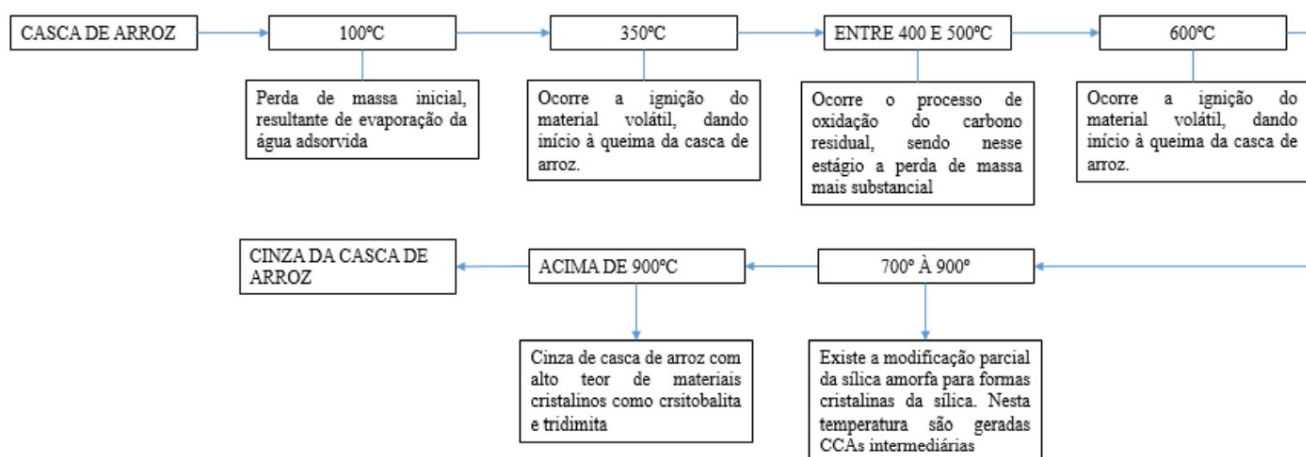 CASCA DE ARROZ
100ºC
350ºC
ENTRE 400 E 500ºC
600ºC
Perda de massa inicial,
resultante de evaporação da
água adsorvida
Ocorre a ignição do
material volátil, dando
início à queima da casca de
arroz.
Ocorre o processo de
oxidação do carbono
residual, sendo nesse
estágio a perda de massa
mais substancial
Ocorre a ignição do
material volátil, dando
início à queima da casca de
arroz.
CINZA DA CASCA DE
ARROZ
ACIMA DE 900ºC
700º À 900º
Cinza de casca de arroz com
alto teor de materiais
cristalinos como crsitobalita
e tridimita
Existe a modificação parcial
da sílica amorfa para formas
cristalinas da sílica. Nesta
temperatura são geradas
CCAs intermediárias